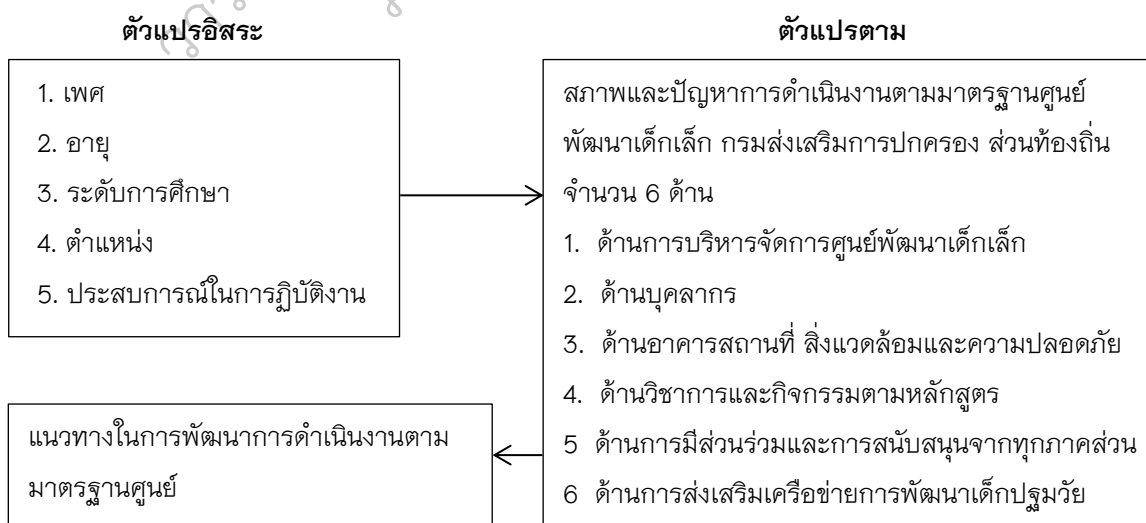 ตัวแปรอิสระ
1. เพศ
2. อายุ
3. ระดับการศึกษา
4. ตำแหน่ง
5. ประสบการณ์ในการฏิบัติงาน
ตัวแปรตาม
สภาพและปัญหาการดำเนินงานตามมาตรฐานศูนย์
พัฒนาเด็กเล็ก กรมส่งเสริมการปกครอง ส่วนท้องถิ่น
จำนวน 6 ด้าน
1. ด้านการบริหารจัดการศูนย์พัฒนาเด็กเล็ก
2. ด้านบุคลากร
3. ด้านอาคารสถานที่ สิ่งแวดล้อมและความปลอดภัย
4. ด้านวิชาการและกิจกรรมตามหลักสูตร
5 ด้านการมีส่วนร่วมและการสนับสนุนจากทุกภาคส่วน
6 ด้านการส่งเสริมเครือข่ายการพัฒนาเด็กปฐมวัย
แนวทางในการพัฒนาการดำเนินงานตาม
มาตรฐานศูนย์